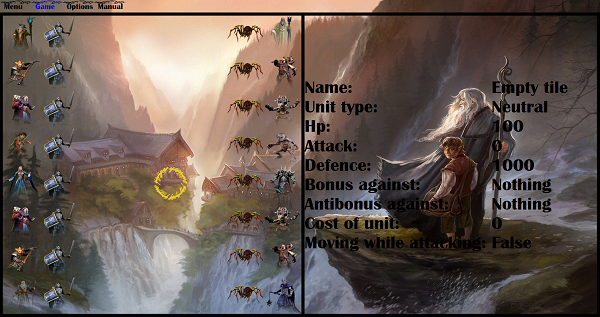 Menu Game Options Manual
Name: Empty tile
Unit type: Neutral
Hp: 100
Attack: 0
Defence: 1000
Bonus against: Nothing
Antibonus against: Nothing
Cost of unit: 0
Moving while attacking: False